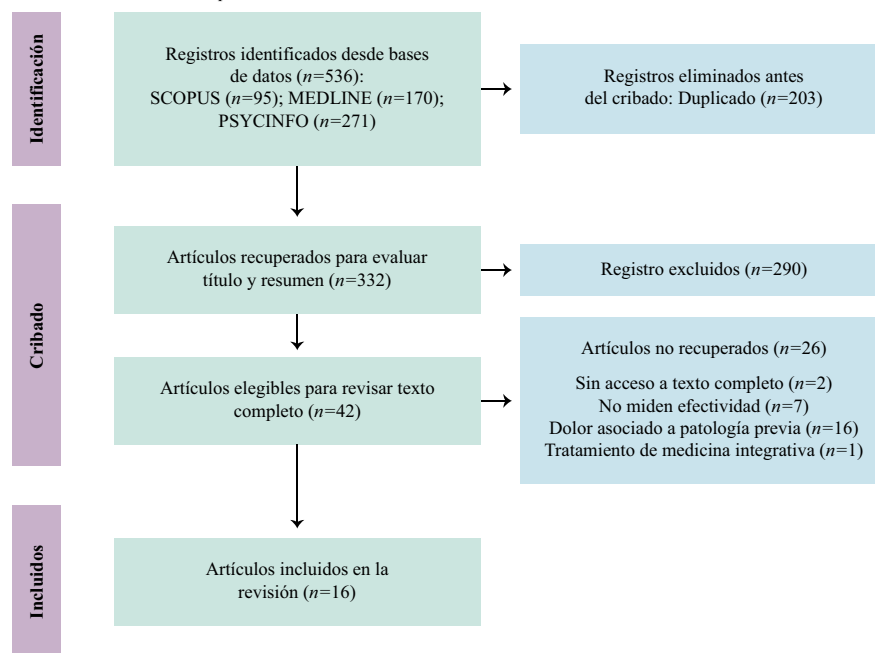 Identificación
Registros identificados desde bases
de datos (n=536):
SCOPUS (n=95); MEDLINE (n=170);
PSYCINFO (n=271)
Registros eliminados antes
del cribado: Duplicado (n=203)
Cribado
Artículos recuperados para evaluar
título y resumen (n=332)
Registro excluidos (n=290)
Artículos elegibles para revisar texto
completo (n=42)
Artículos no recuperados (n=26)
Sin acceso a texto completo (n=2)
No miden efectividad (n=7)
Dolor asociado a patología previa (n=16)
Tratamiento de medicina integrativa (n=1)
Incluidos
Artículos incluidos en la
revisión (n=16)